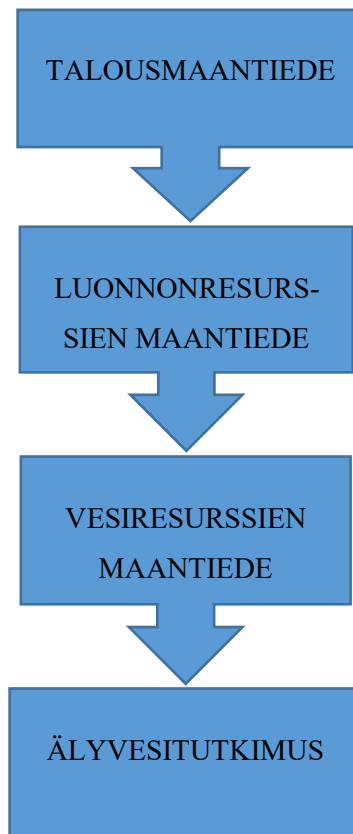 TALOUSMAANTIEDE
LUONNONRESURS-
SIEN MAANTIEDE
VESIRESURSSIEN
MAANTIEDE
ÄLYVESITUTKIMUS